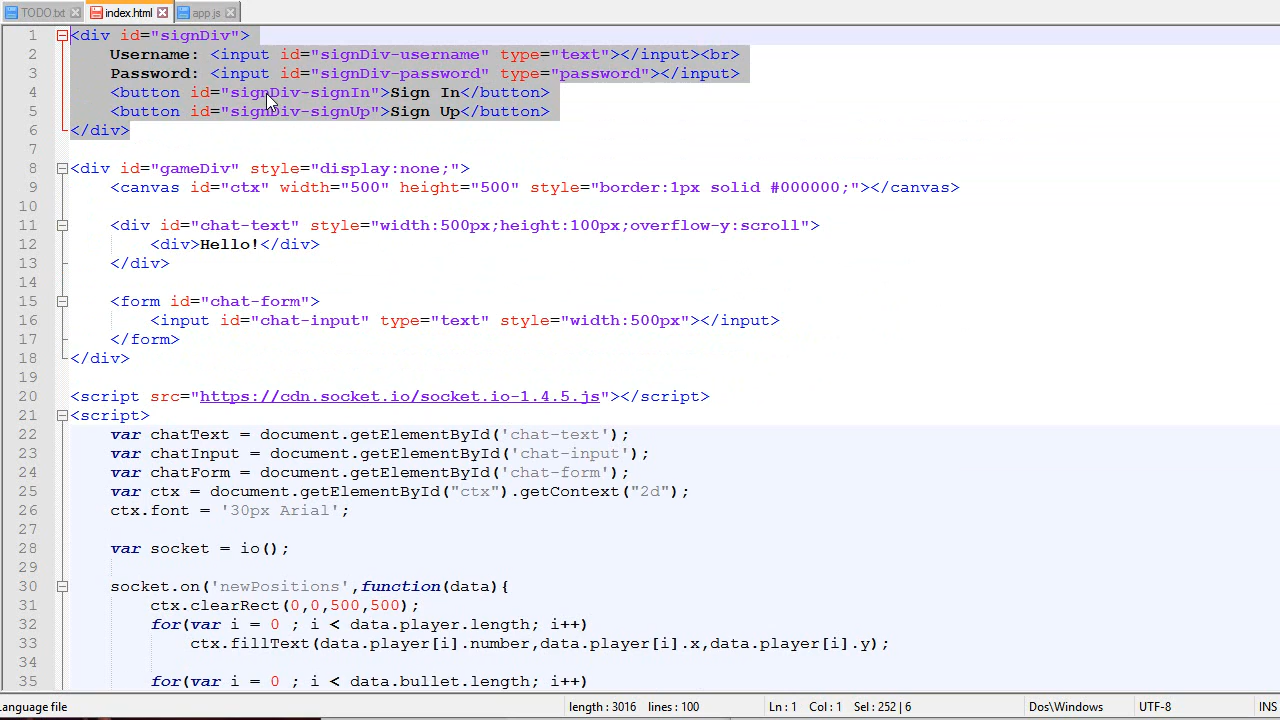 TODO.txt index.html app.js
1 <div id="signDiv">
2 Username: <input id="signDiv-username" type="text"></input><br>
3 Password: <input id="signDiv-password" type="password"></input>
4 <button id="signDiv-signIn">Sign In</button>
5 <button id="signDiv-signUp">Sign Up</button>
6 </div>
7
8 <div id="gameDiv" style="display:none;">
9 <canvas id="ctx" width="500" height="500" style="border:1px solid #000000;"></canvas>
10
11 <div id="chat-text" style="width:500px;height:100px;overflow-y:scroll">
12 <div>Hello!</div>
13 </div>
14
15 <form id="chat-form">
16 <input id="chat-input" type="text" style="width:500px"></input>
17 </form>
18 </div>
19
20 <script src="https://cdn.socket.io/socket.io-1.4.5.js"></script>
21 <script>
22 var chatText = document.getElementById('chat-text');
23 var chatInput = document.getElementById('chat-input');
24 var chatForm = document.getElementById('chat-form');
25 var ctx = document.getElementById("ctx").getContext("2d");
26 ctx.font = '30px Arial';
27
28 var socket = io();
29
30 socket.on('newPositions',function(data){
31 ctx.clearRect(0,0,500,500);
32 for(var i = 0 ; i < data.player.length; i++)
33 ctx.fillText(data.player[i].number,data.player[i].x,data.player[i].y);
34
35 for(var i = 0 ; i < data.bullet.length; i++)
Language file length : 3016 lines : 100 Ln : 1 Col : 1 Sel : 252 | 6 Dos\Windows UTF-8 INS